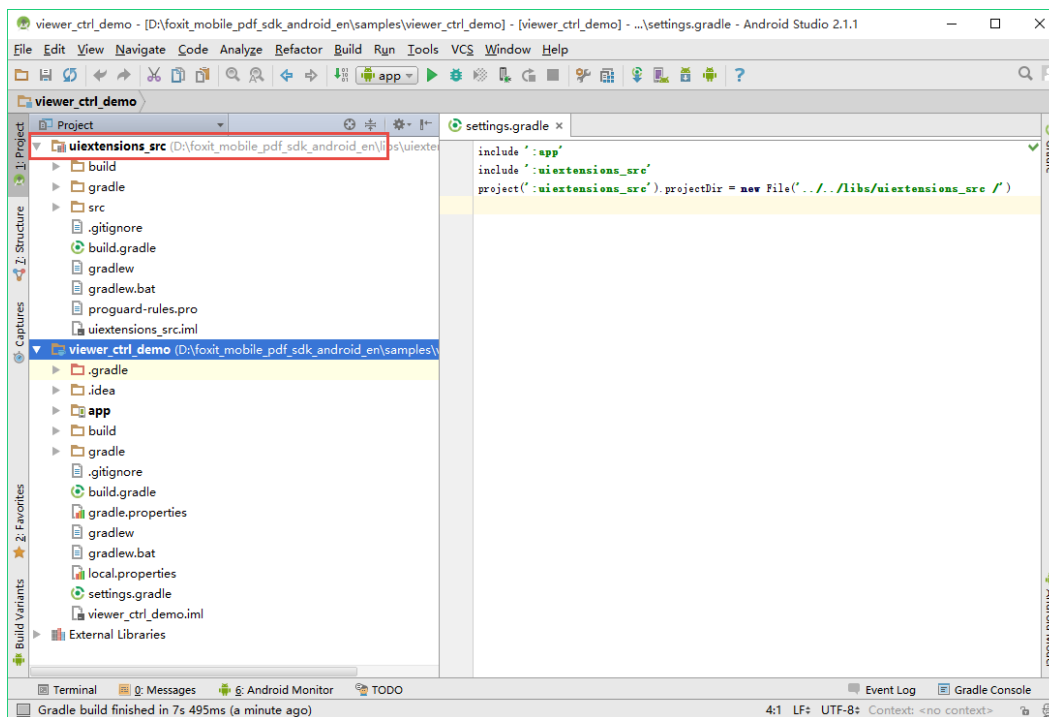 viewer_ctrl_demo - [D:\foxit_mobile_pdf_sdk_android_en\samples\viewer_ctrl_demo] - [viewer_ctrl_demo] - ...\settings.gradle - Android Studio 2.1.1
File Edit View Navigate Code Analyze Refactor Build Run Tools VCS Window Help
app
viewer_ctrl_demo
1: Project
7: Structure
Captures
2: Favorites
Build Variants
Project
uiextensions_src (D:\foxit_mobile_pdf_sdk_android_en\libs\uiexter
build
gradle
src
.gitignore
build.gradle
gradlew
gradlew.bat
proguard-rules.pro
uiextensions_src.iml
viewer_ctrl_demo (D:\foxit_mobile_pdf_sdk_android_en\samples\v
.gradle
.idea
app
build
gradle
.gitignore
build.gradle
gradle.properties
gradlew
gradlew.bat
local.properties
settings.gradle
viewer_ctrl_demo.iml
External Libraries
settings.gradle
include ':app'
include ':uiextensions_src'
project(':uiextensions_src').projectDir = new File('../../libs/uiextensions_src /')
Terminal 0: Messages 6: Android Monitor TODO Event Log Gradle Console
Gradle build finished in 7s 495ms (a minute ago) 4:1 LF UTF-8 Context: <no context>